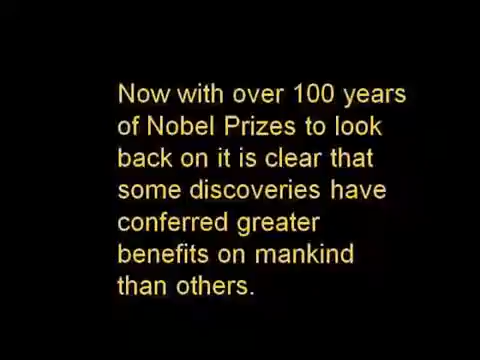 Now with over 100 years
of Nobel Prizes to look
back on it is clear that
some discoveries have
conferred greater
benefits on mankind
than others.